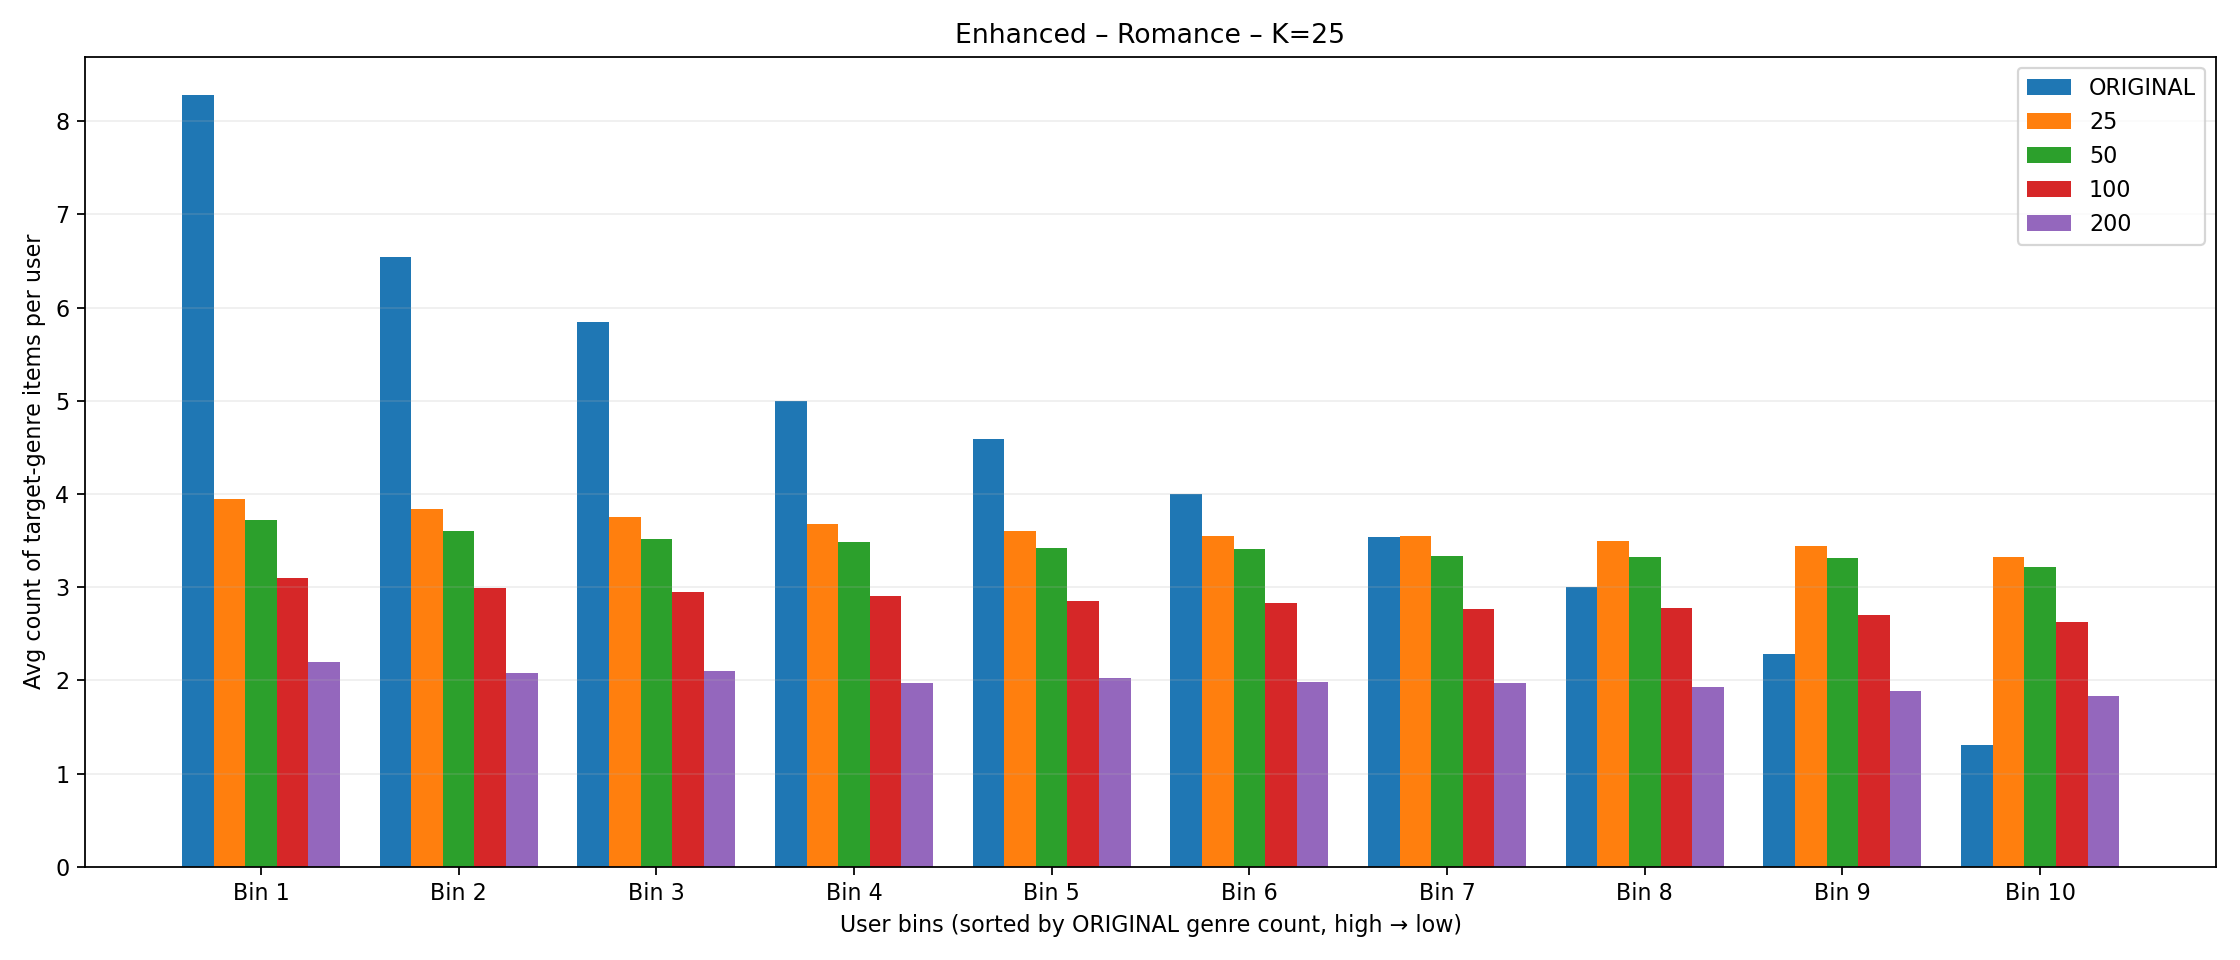 Enhanced – Romance – K=25
Avg count of target-genre items per user
8
7
6
5
4
3
2
1
0
ORIGINAL
25
50
100
200
Bin 1 Bin 2 Bin 3 Bin 4 Bin 5 Bin 6 Bin 7 Bin 8 Bin 9 Bin 10
User bins (sorted by ORIGINAL genre count, high → low)